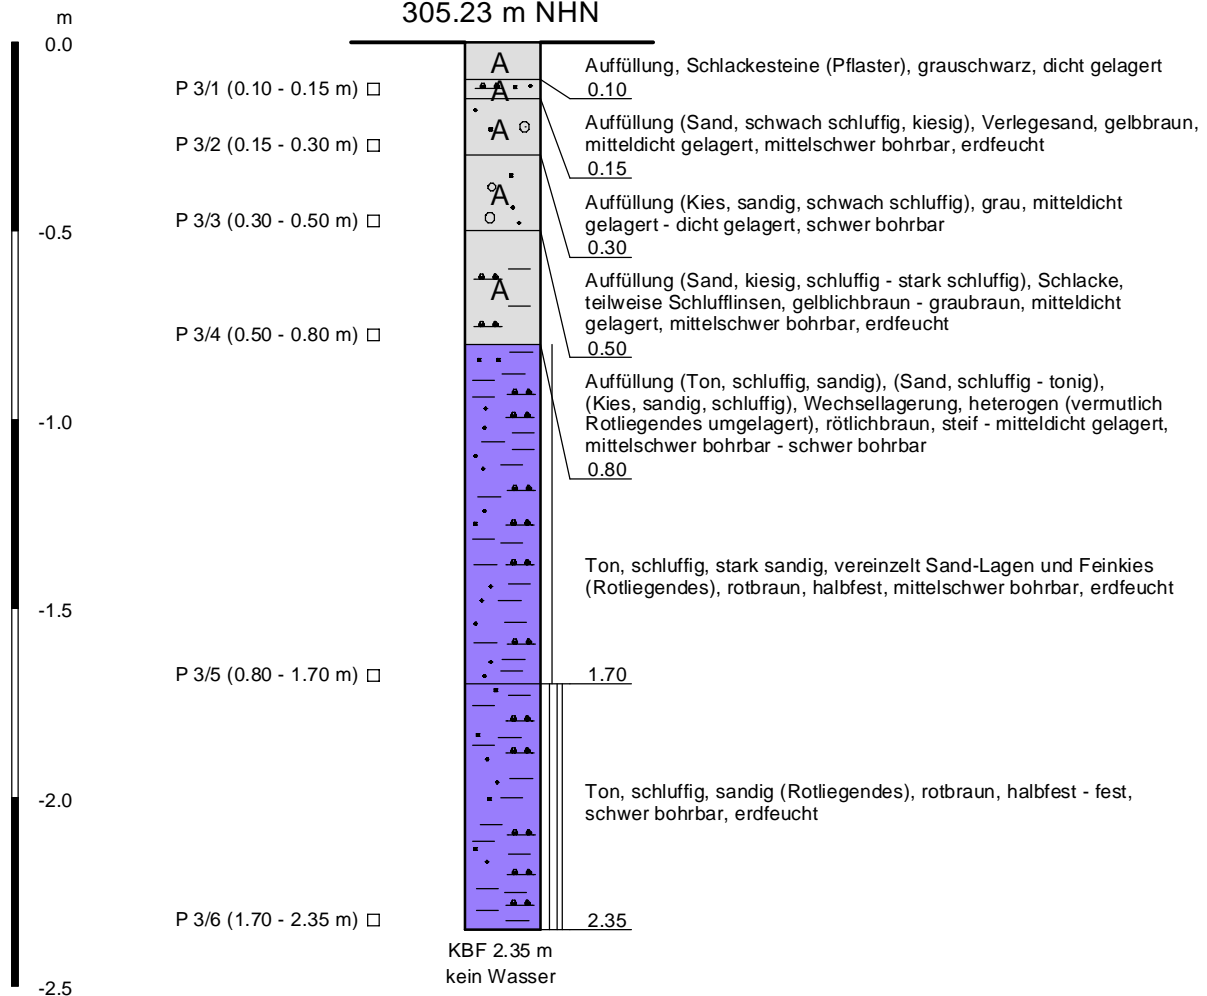 305.23 m NHN
m
0.0
A
Auffüllung, Schlackesteine (Pflaster), grauschwarz, dicht gelagert
0.10
P 3/1 (0.10 - 0.15 m)
A
Auffüllung (Sand, schwach schluffig, kiesig), Verlegesand, gelbbraun,
mitteldicht gelagert, mittelschwer bohrbar, erdfeucht
0.15
P 3/2 (0.15 - 0.30 m)
A
Auffüllung (Kies, sandig, schwach schluffig), grau, mitteldicht
gelagert - dicht gelagert, schwer bohrbar
0.30
P 3/3 (0.30 - 0.50 m)
A
-0.5
Auffüllung (Sand, kiesig, schluffig - stark schluffig), Schlacke,
teilweise Schlufflinsen, gelblichbraun - graubraun, mitteldicht
gelagert, mittelschwer bohrbar, erdfeucht
0.50
A
P 3/4 (0.50 - 0.80 m)
Auffüllung (Ton, schluffig, sandig), (Sand, schluffig - tonig),
(Kies, sandig, schluffig), Wechsellagerung, heterogen (vermutlich
Rotliegendes umgelagert), rötlichbraun, steif - mitteldicht gelagert,
mittelschwer bohrbar - schwer bohrbar
0.80
-1.0
Ton, schluffig, stark sandig, vereinzelt Sand-Lagen und Feinkies
(Rotliegendes), rotbraun, halbfest, mittelschwer bohrbar, erdfeucht
-1.5
P 3/5 (0.80 - 1.70 m)
1.70
Ton, schluffig, sandig (Rotliegendes), rotbraun, halbfest - fest,
schwer bohrbar, erdfeucht
-2.0
P 3/6 (1.70 - 2.35 m)
2.35
KBF 2.35 m
kein Wasser
-2.5